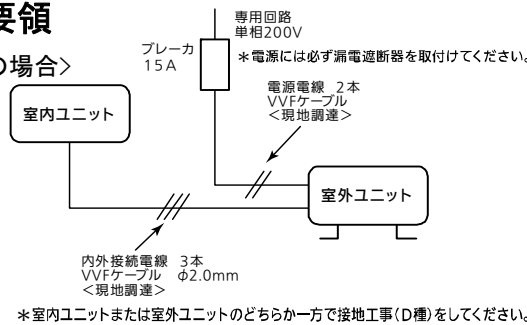 要領
の場合>
専用回路
単相200V
ブレーカ
15A
*電源には必ず漏電遮断器を取付けてください。
電源電線 2本
VVFケーブル
<現地調達>
室内ユニット
室外ユニット
内外接続電線 3本
VVFケーブル φ2.0mm
<現地調達>
*室内ユニットまたは室外ユニットのどちらか一方で接地工事(D種)をしてください。